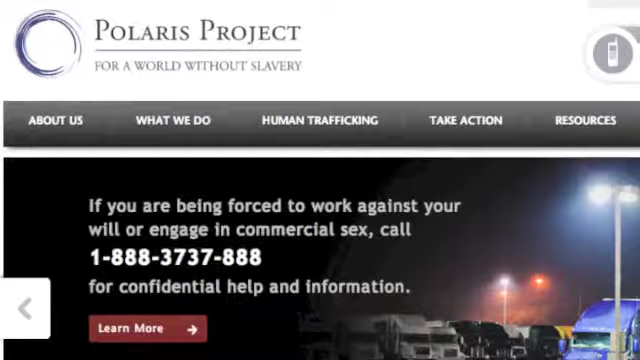 POLARIS PROJECT
FOR A WORLD WITHOUT SLAVERY
ABOUT US
WHAT WE DO
HUMAN TRAFFICKING
TAKE ACTION
RESOURCES
If you are being forced to work against your
will or engage in commercial sex, call
1-888-3737-888
for confidential help and information.
Learn More